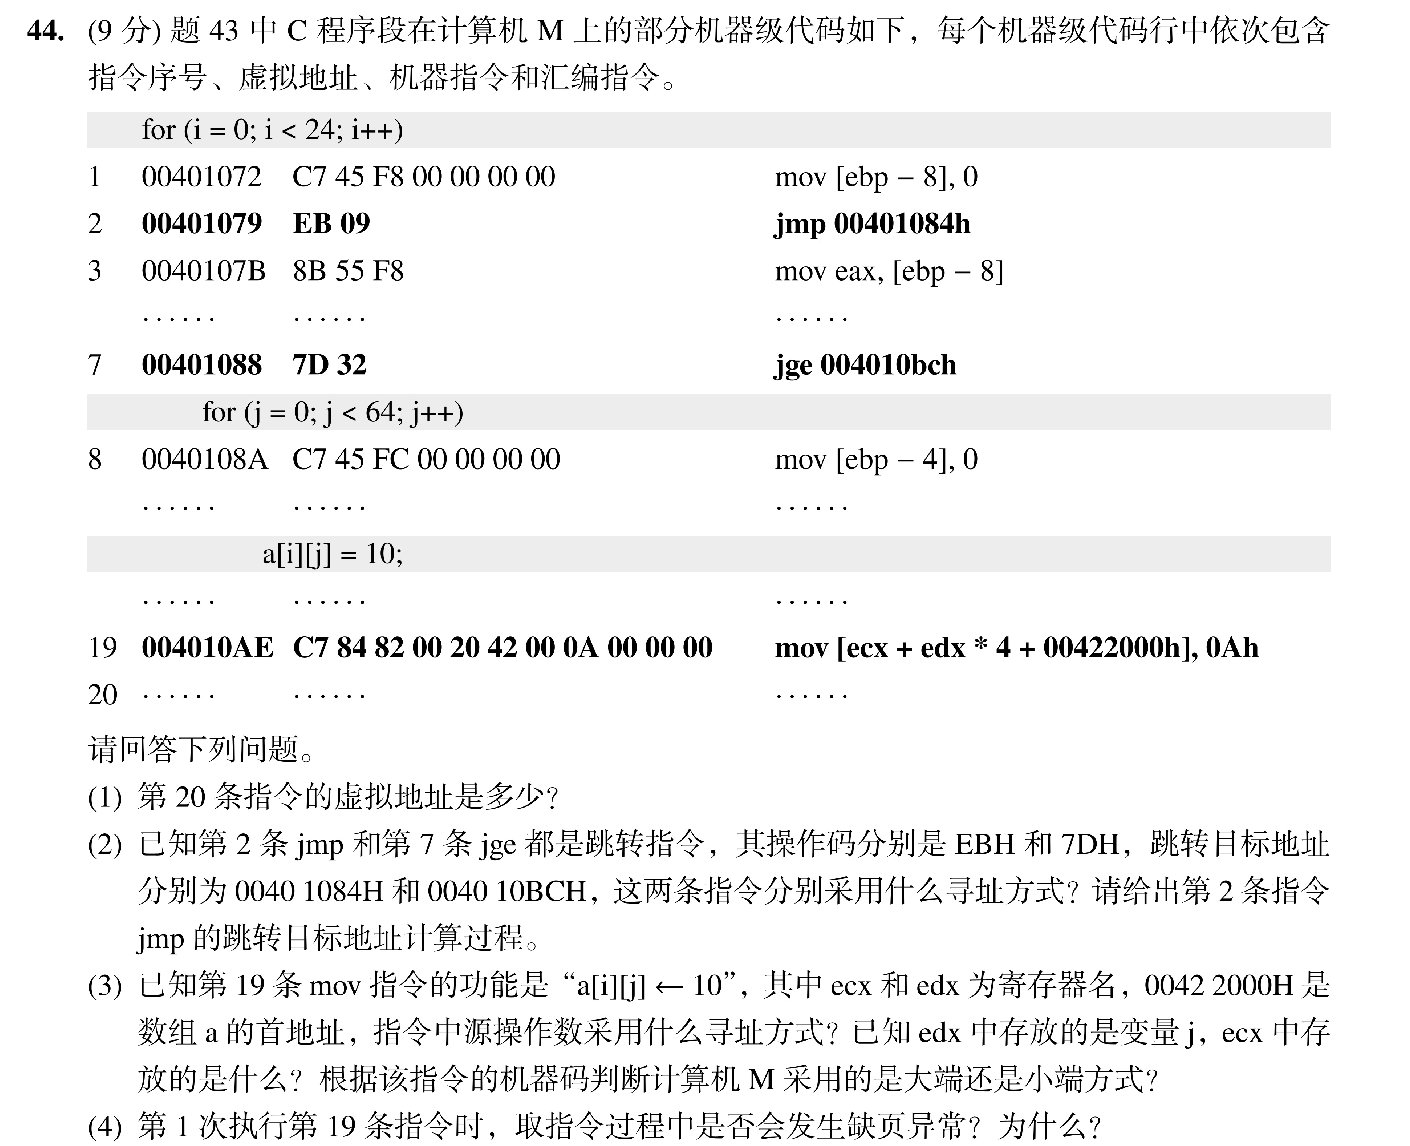 44. (9 分) 题 43 中 C 程序段在计算机 M 上的部分机器级代码如下，每个机器级代码行中依次包含
指令序号、虚拟地址、机器指令和汇编指令。
for (i = 0; i < 24; i++)
1 00401072 C7 45 F8 00 00 00 00 mov [ebp − 8], 0
2 00401079 EB 09 jmp 00401084h
3 0040107B 8B 55 F8 mov eax, [ebp − 8]
...... ...... ......
7 00401088 7D 32 jge 004010bch
for (j = 0; j < 64; j++)
8 0040108A C7 45 FC 00 00 00 00 mov [ebp − 4], 0
...... ...... ......
a[i][j] = 10;
...... ...... ......
19 004010AE C7 84 82 00 20 42 00 0A 00 00 00 mov [ecx + edx * 4 + 00422000h], 0Ah
20 ...... ...... ......
请回答下列问题。
(1) 第 20 条指令的虚拟地址是多少？
(2) 已知第 2 条 jmp 和第 7 条 jge 都是跳转指令，其操作码分别是 EBH 和 7DH，跳转目标地址
分别为 0040 1084H 和 0040 10BCH，这两条指令分别采用什么寻址方式？请给出第 2 条指令
jmp 的跳转目标地址计算过程。
(3) 已知第 19 条 mov 指令的功能是“a[i][j] ← 10”，其中 ecx 和 edx 为寄存器名，0042 2000H 是
数组 a 的首地址，指令中源操作数采用什么寻址方式？已知 edx 中存放的是变量 j，ecx 中存
放的是什么？根据该指令的机器码判断计算机 M 采用的是大端还是小端方式？
(4) 第 1 次执行第 19 条指令时，取指令过程中是否会发生缺页异常？为什么？